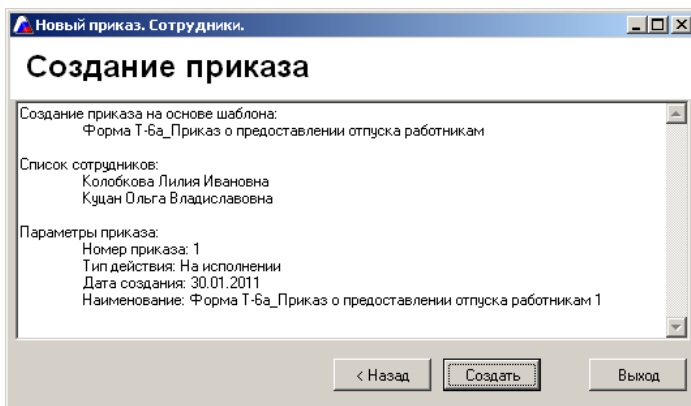 Новый приказ. Сотрудники.
Создание приказа
Создание приказа на основе шаблона:
Форма Т-6а_Приказ о предоставлении отпуска работникам
Список сотрудников:
Колобкова Лилия Ивановна
Куцан Ольга Владиславовна
Параметры приказа:
Номер приказа: 1
Тип действия: На исполнении
Дата создания: 30.01.2011
Наименование: Форма Т-6а_Приказ о предоставлении отпуска работникам 1
< Назад
Создать
Выход